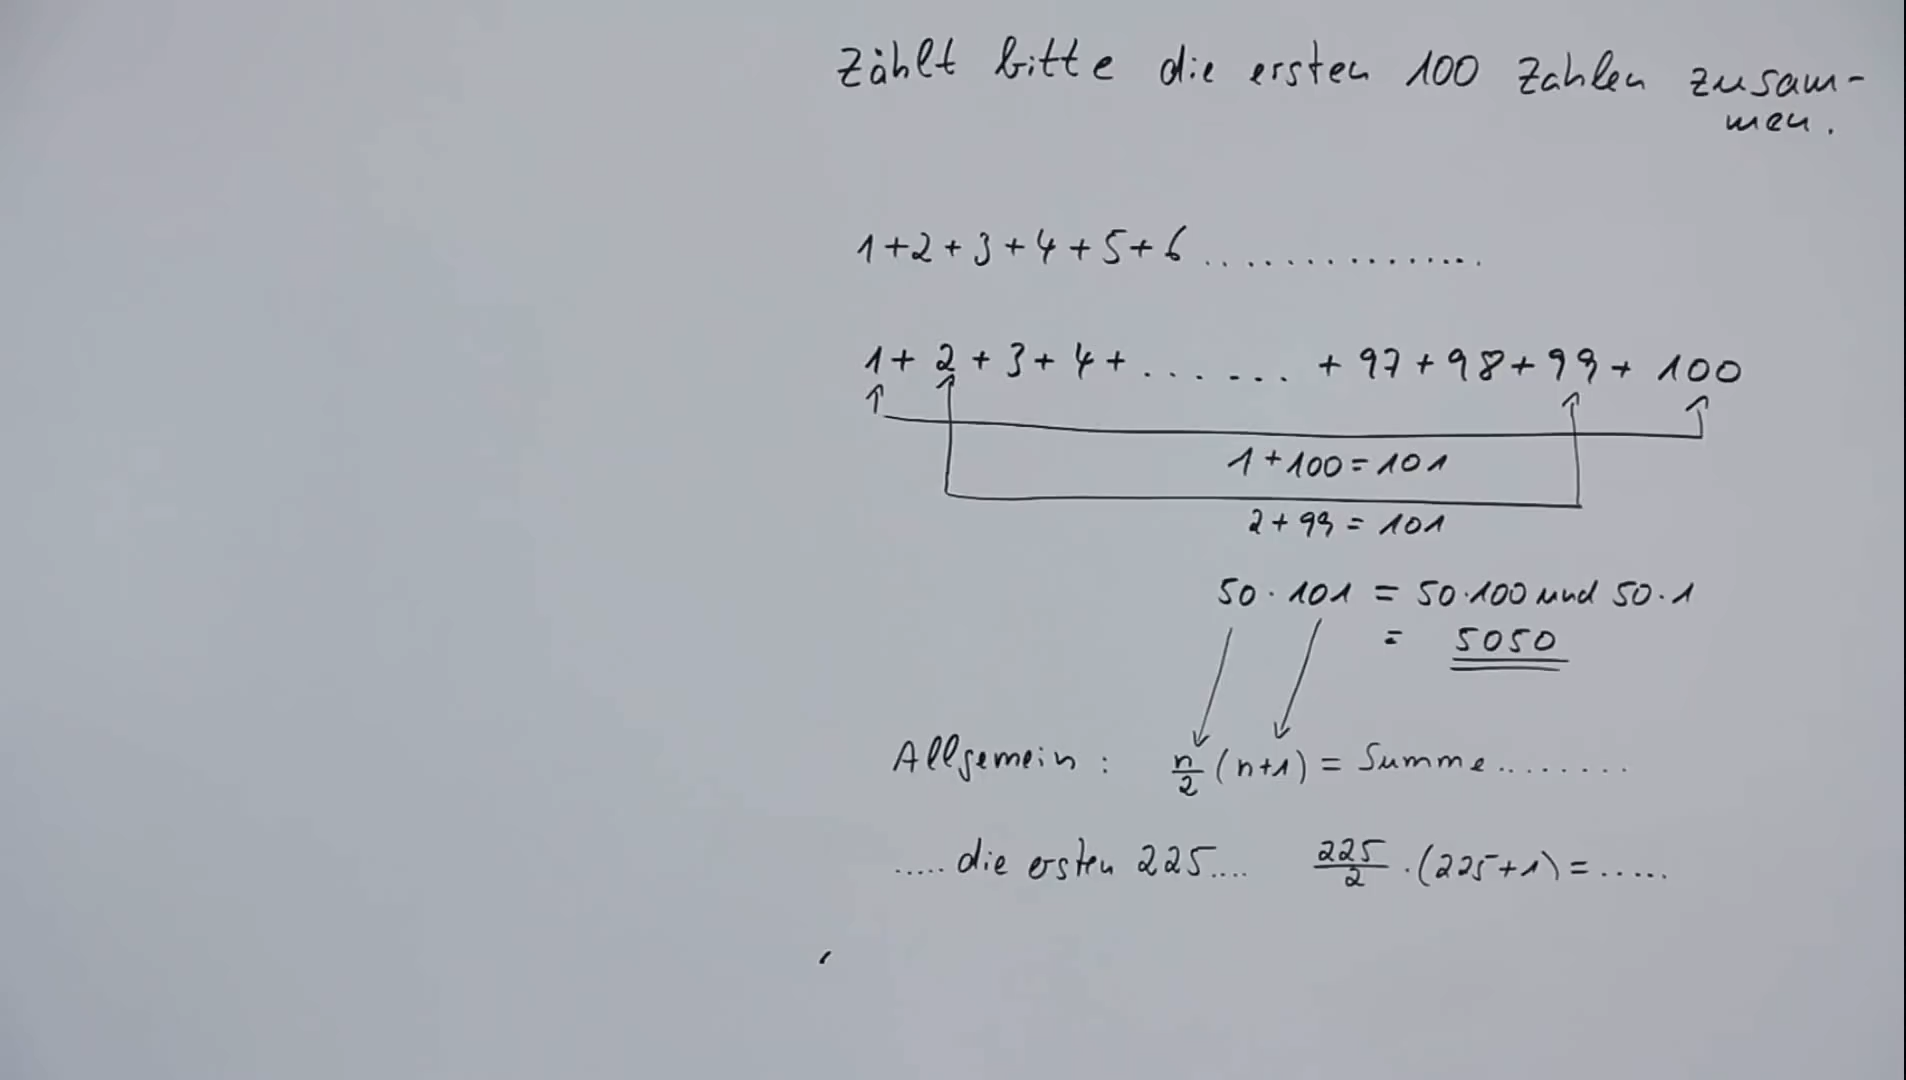 Zählt bitte die ersten 100 Zahlen zusam-
men.
1+2+3+4+5+6...............
1+2+3+4+.......+97+98+99+100
1+100=101
2+99=101
50·101 = 50·100 und 50·1
= 5050
Allgemein: n/2 (n+1) = Summe........
.....die ersten 225.... 225/2 ·(225+1)=.....